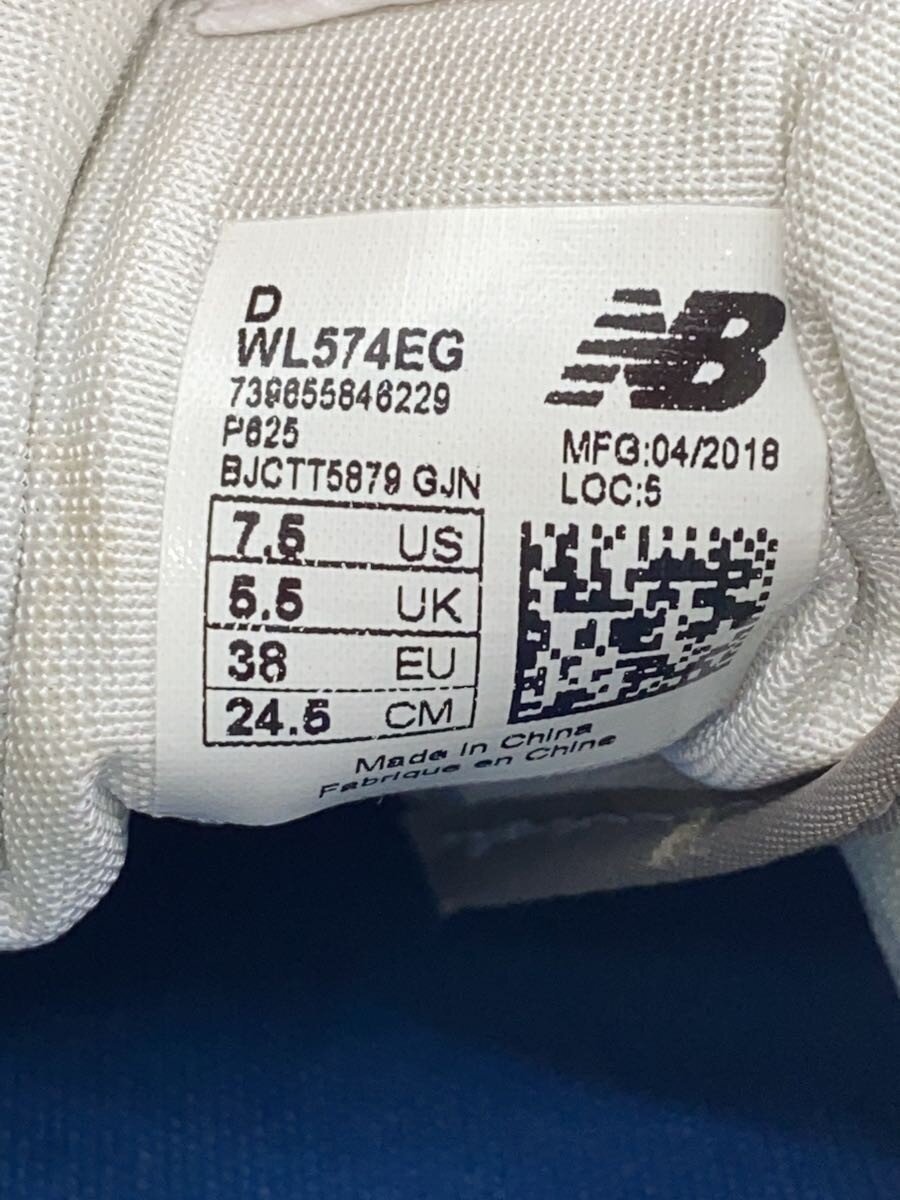 D
WL574EG
739655846229
P625
BJCTT5879 GJN
7.5 US
5.5 UK
38 EU
24.5 CM
NB
MFG:04/2018
LOC:5
Made in China
Fabriqué en Chine